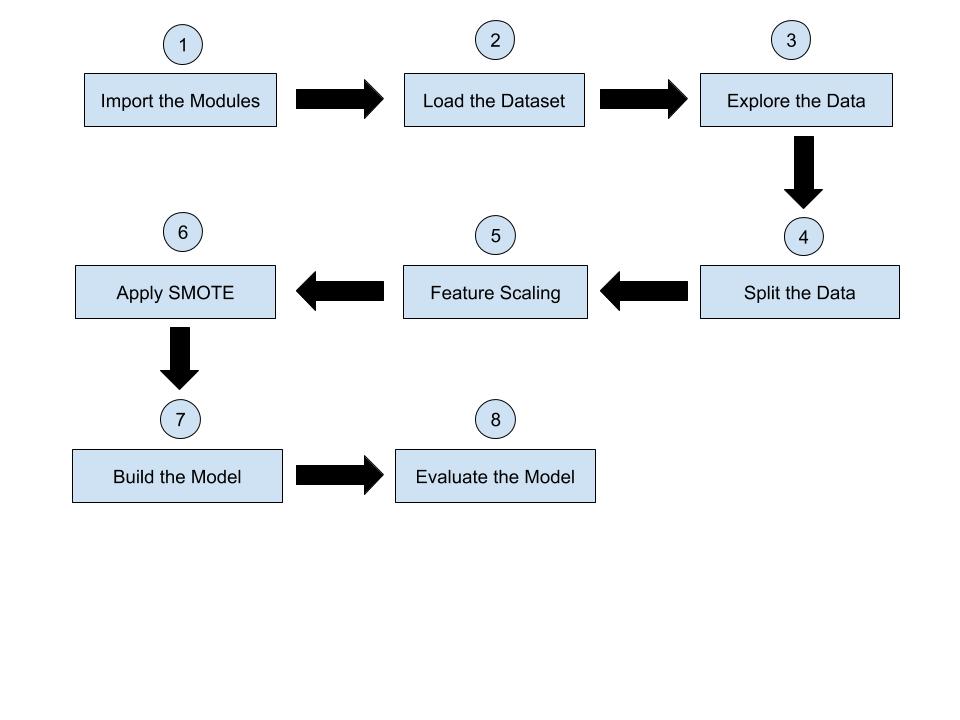 1
Import the Modules
2
Load the Dataset
3
Explore the Data
4
Split the Data
5
Feature Scaling
6
Apply SMOTE
7
Build the Model
8
Evaluate the Model